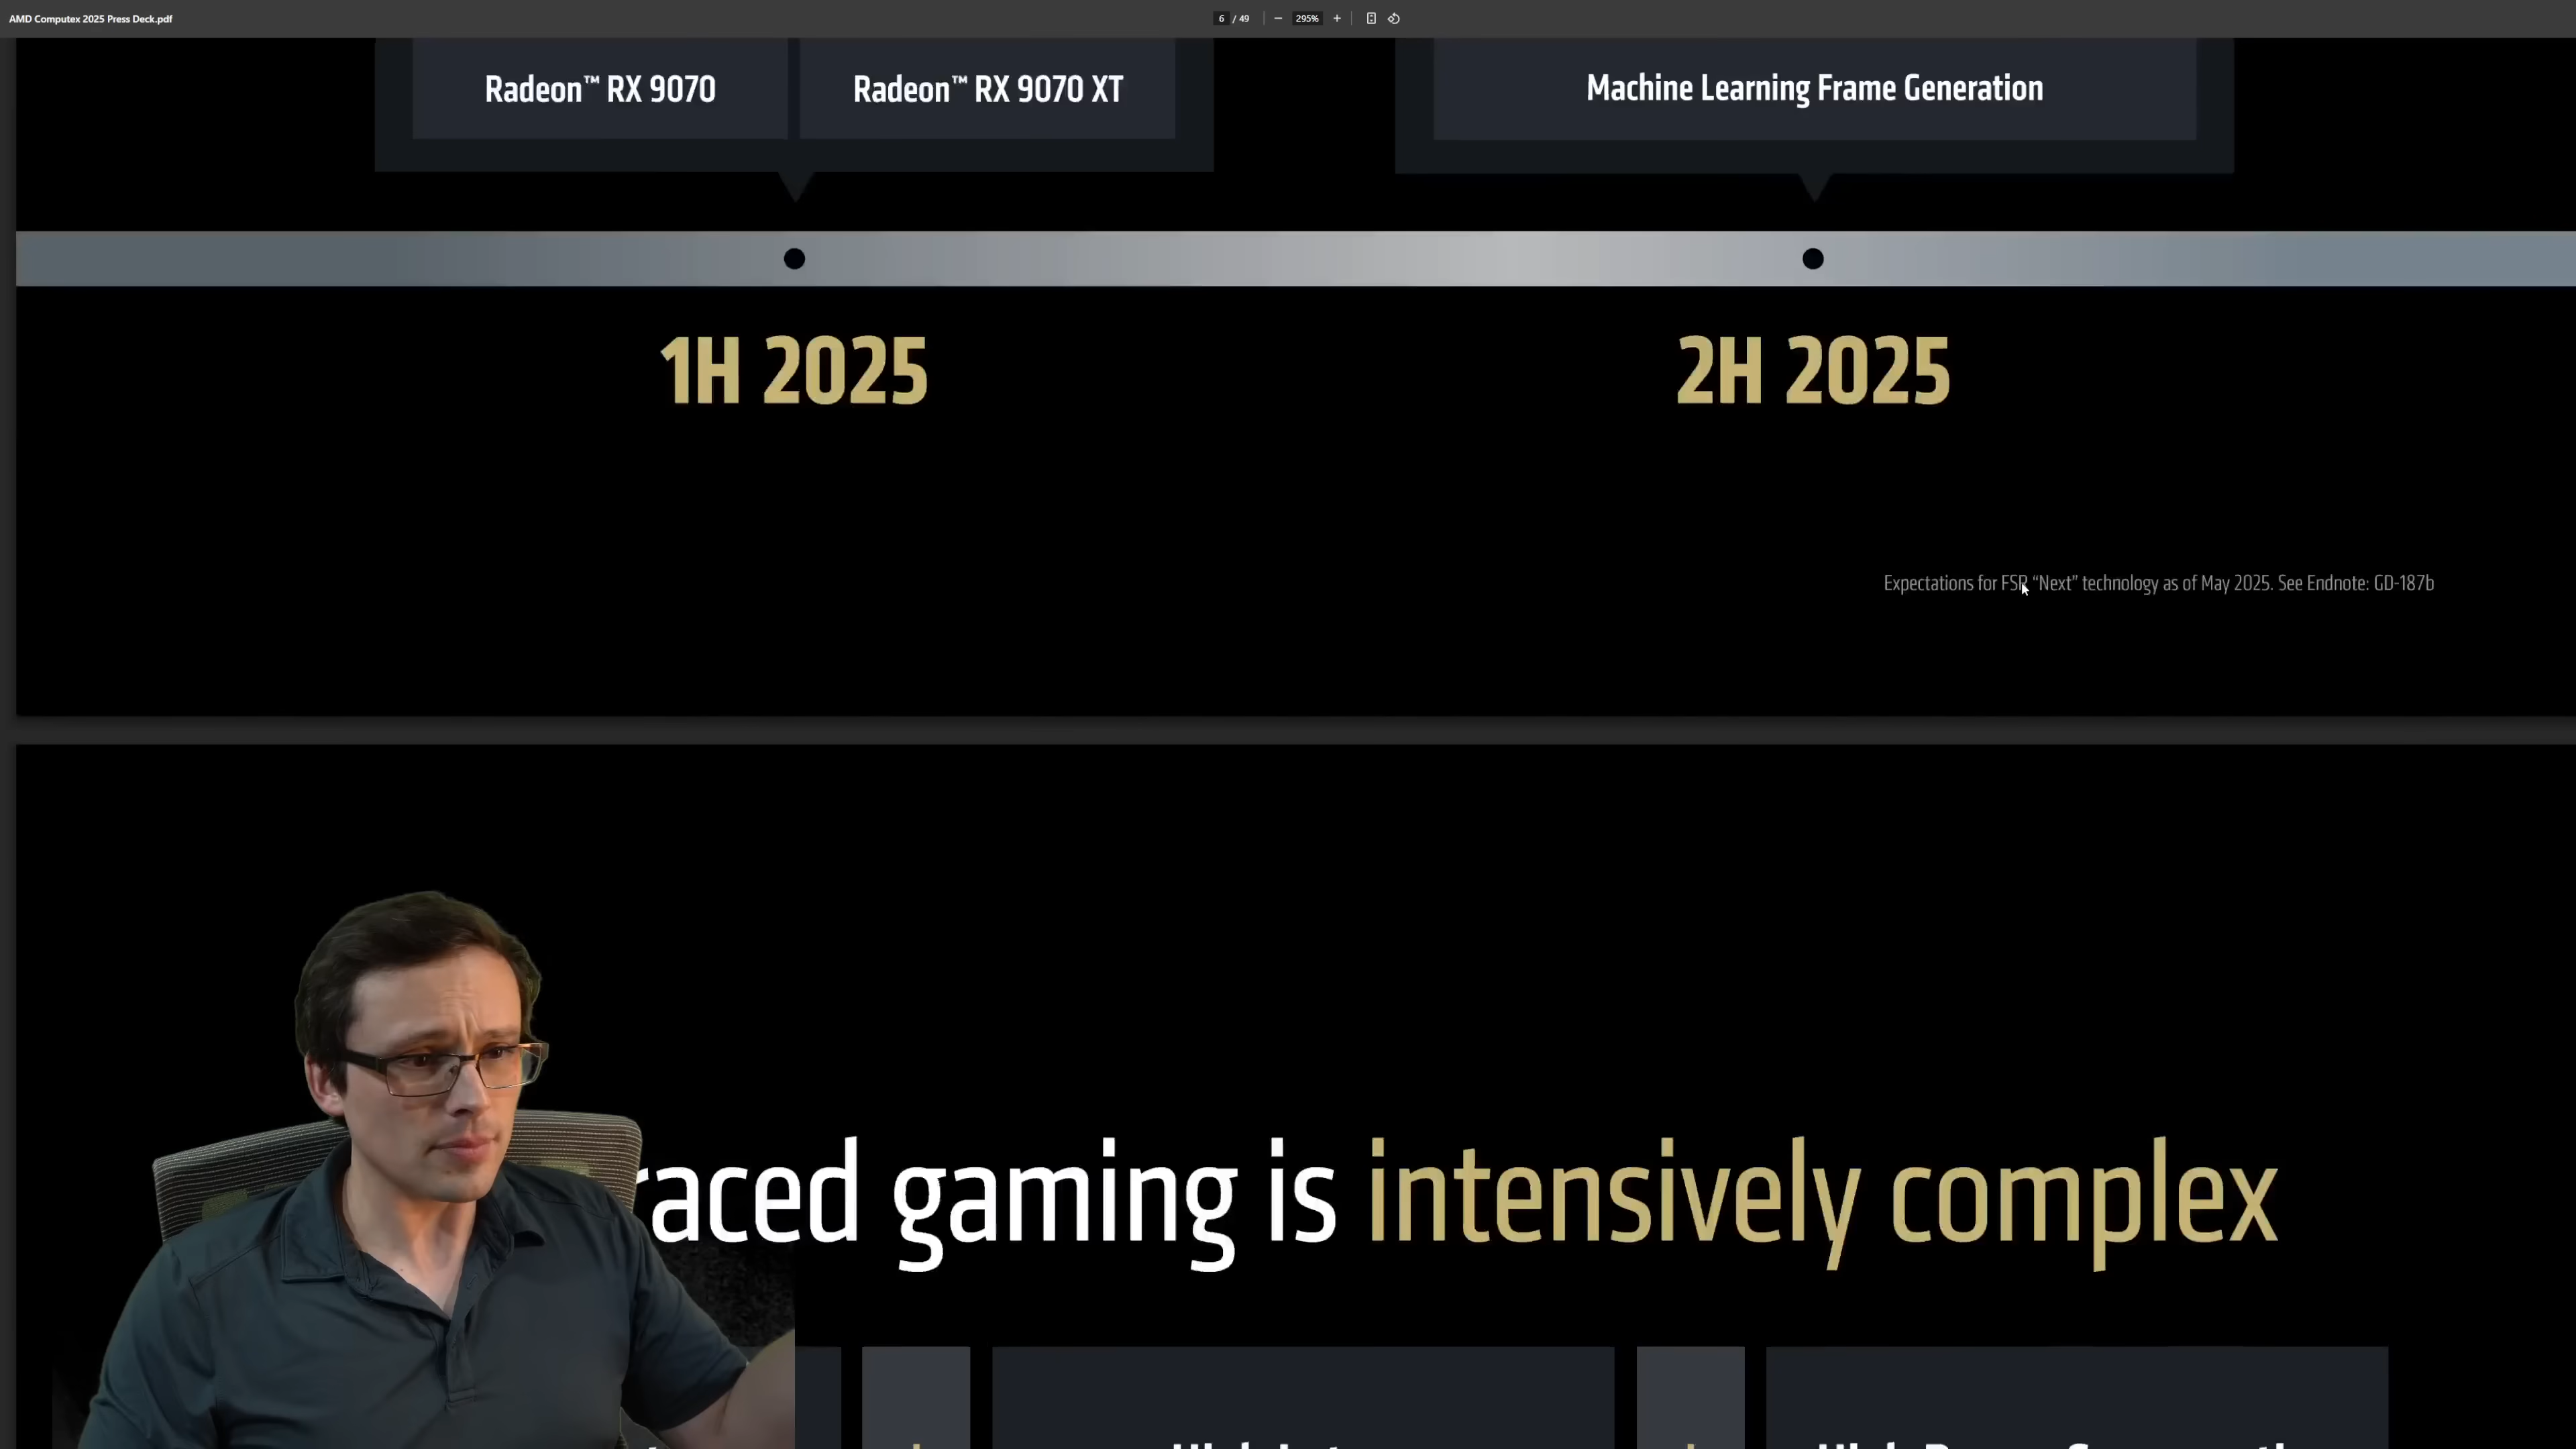 AMD Computex 2025 Press Deck.pdf
6 / 49
295%
Radeon™ RX 9070
Radeon™ RX 9070 XT
Machine Learning Frame Generation
1H 2025
2H 2025
Expectations for FSR “Next” technology as of May 2025. See Endnote: GD-187b
raced gaming is intensively complex